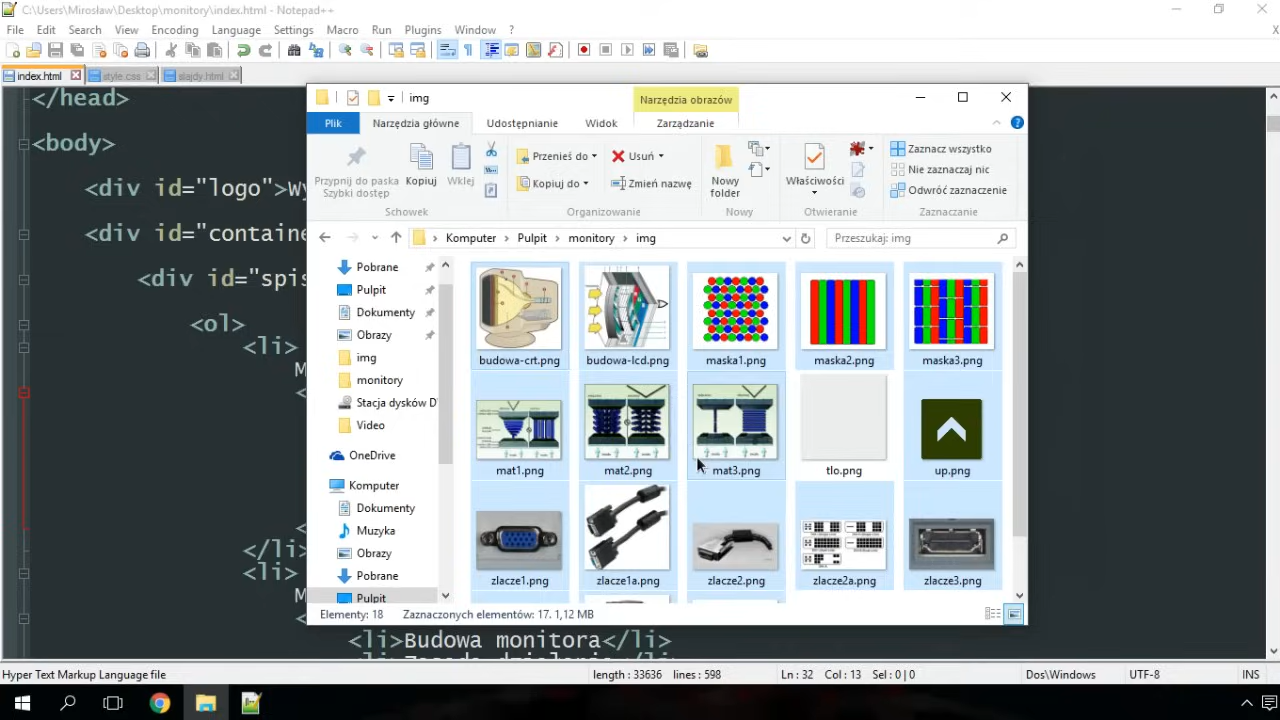 C:\Users\Mirosław\Desktop\monitory\index.html - Notepad++
File Edit Search View Encoding Language Settings Macro Run Plugins Window ?
X
index.html style.css slajdy.html
</head>
<body>
<div id="logo">Wy
<div id="containe
<div id="spis
<ol>
<li>
M
<
<
</li>
<li>
M
<
<li>Budowa monitora</li>
img
Narzędzia obrazów
Plik Narzędzia główne Udostępnianie Widok Zarządzanie
Przypnij do paska
Szybki dostęp
Kopiuj
Wklej
Przenieś do
Kopiuj do
Usuń
Zmień nazwę
Nowy
folder
Właściwości
Zaznacz wszystko
Nie zaznaczaj nic
Odwróć zaznaczenie
Schowek Organizowanie Nowy Otwieranie Zaznaczanie
Komputer Pulpit monitory img
Przeszukaj: img
Pobrane
Pulpit
Dokumenty
Obrazy
img
monitory
Stacja dysków D
Video
OneDrive
Komputer
Dokumenty
Muzyka
Obrazy
Pobrane
Pulpit
budowa-crt.png budowa-lcd.png maska1.png maska2.png maska3.png
mat1.png mat2.png mat3.png tlo.png up.png
zlacze1.png zlacze1a.png zlacze2.png zlacze2a.png zlacze3.png
Elementy: 18 Zaznaczonych elementów: 17. 1,12 MB
Hyper Text Markup Language file length : 33636 lines : 598 Ln : 32 Col : 13 Sel : 0 | 0 Dos\Windows UTF-8 INS